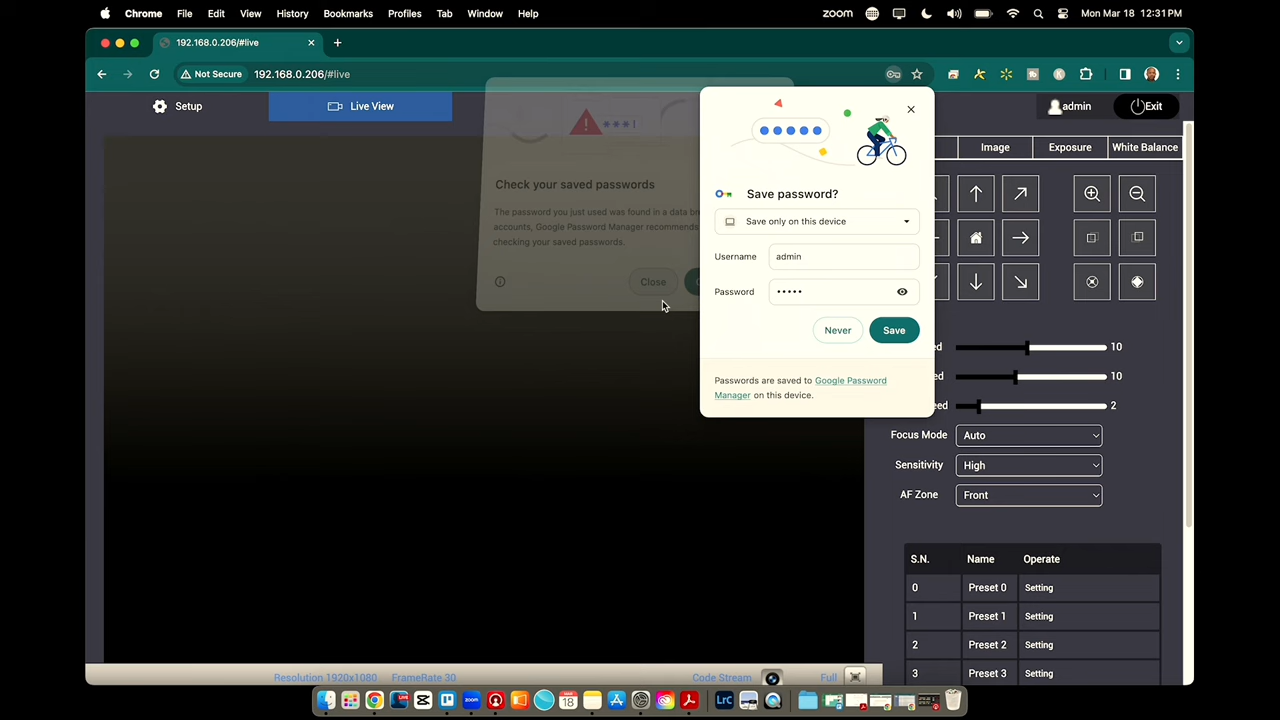 Chrome File Edit View History Bookmarks Profiles Tab Window Help zoom Mon Mar 18 12:31 PM
192.168.0.206/#live
Not Secure 192.168.0.206/#live
Setup
Live View
admin
Exit
Image
Exposure
White Balance
Check your saved passwords
The password you just used was found in a data
accounts, Google Password Manager recommends
checking your saved passwords.
Close
Save password?
Save only on this device
Username admin
Password •••••
Never
Save
Passwords are saved to Google Password
Manager on this device.
10
10
2
Focus Mode Auto
Sensitivity High
AF Zone Front
S.N. Name Operate
0 Preset 0 Setting
1 Preset 1 Setting
2 Preset 2 Setting
3 Preset 3 Setting
Resolution 1920x1080 FrameRate 30 Code Stream Full
LrC